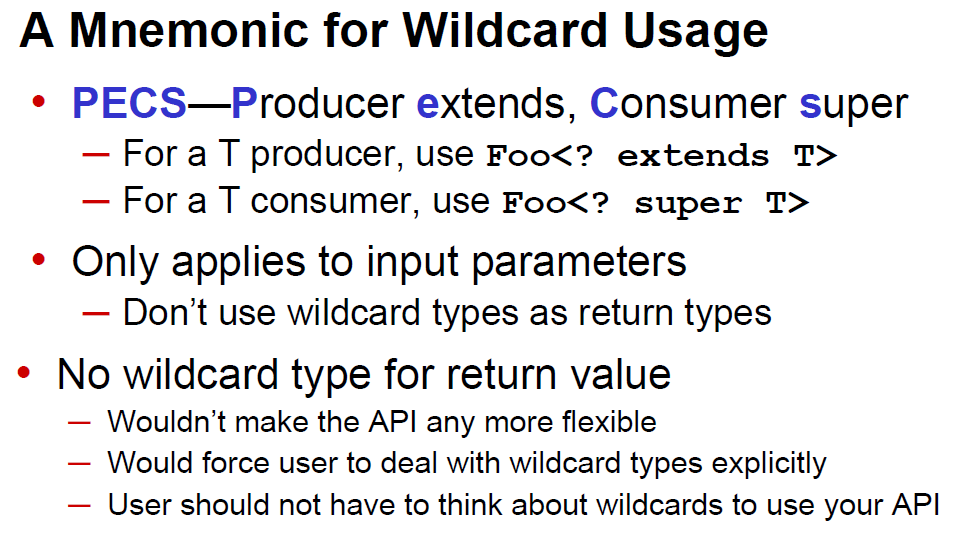 A Mnemonic for Wildcard Usage
• PECS—Producer extends, Consumer super
— For a T producer, use Foo<? extends T>
— For a T consumer, use Foo<? super T>
• Only applies to input parameters
— Don’t use wildcard types as return types
• No wildcard type for return value
— Wouldn’t make the API any more flexible
— Would force user to deal with wildcard types explicitly
— User should not have to think about wildcards to use your API